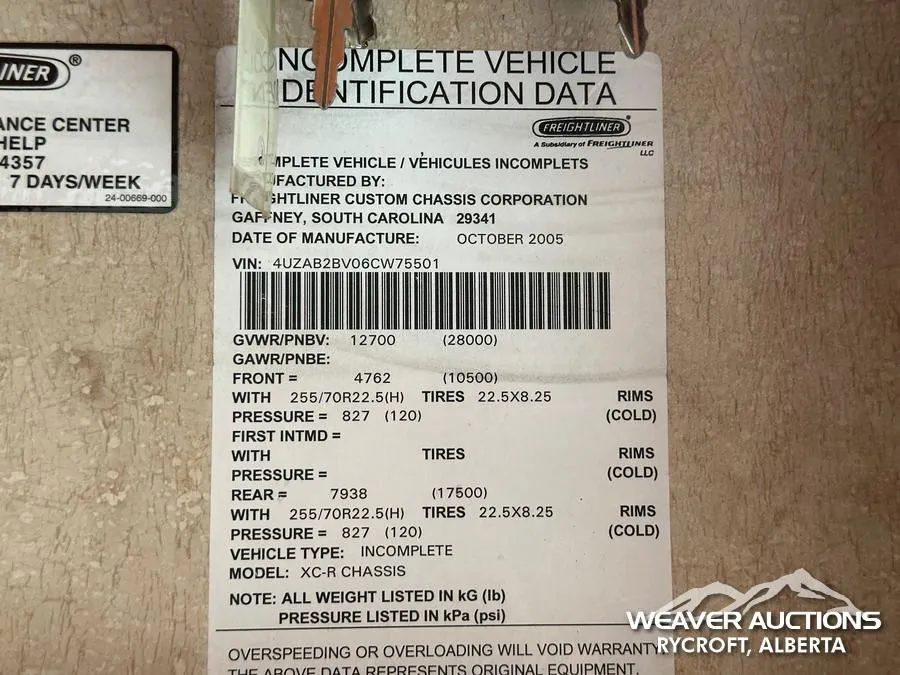 LINER®
ANCE CENTER
HELP
4357
7 DAYS/WEEK
24-00669-000
NCOMPLETE VEHICLE
DENTIFICATION DATA
FREIGHTLINER®
A Subsidiary of FREIGHTLINER
LLC
MPLETE VEHICLE / VÉHICULES INCOMPLETS
UFACTURED BY:
FREIGHTLINER CUSTOM CHASSIS CORPORATION
GAFFNEY, SOUTH CAROLINA 29341
DATE OF MANUFACTURE: OCTOBER 2005
VIN: 4UZAB2BV06CW75501
GVWR/PNBV: 12700 (28000)
GAWR/PNBE:
FRONT = 4762 (10500)
WITH 255/70R22.5(H) TIRES 22.5X8.25 RIMS
PRESSURE = 827 (120) (COLD)
FIRST INTMD =
WITH TIRES RIMS
PRESSURE = (COLD)
REAR = 7938 (17500)
WITH 255/70R22.5(H) TIRES 22.5X8.25 RIMS
PRESSURE = 827 (120) (COLD)
VEHICLE TYPE: INCOMPLETE
MODEL: XC-R CHASSIS
NOTE: ALL WEIGHT LISTED IN kG (lb)
PRESSURE LISTED IN kPa (psi)
OVERSPEEDING OR OVERLOADING WILL VOID WARRANTY.
THE ABOVE DATA REPRESENTS ORIGINAL EQUIPMENT.
WEAVER AUCTIONS
RYCROFT, ALBERTA